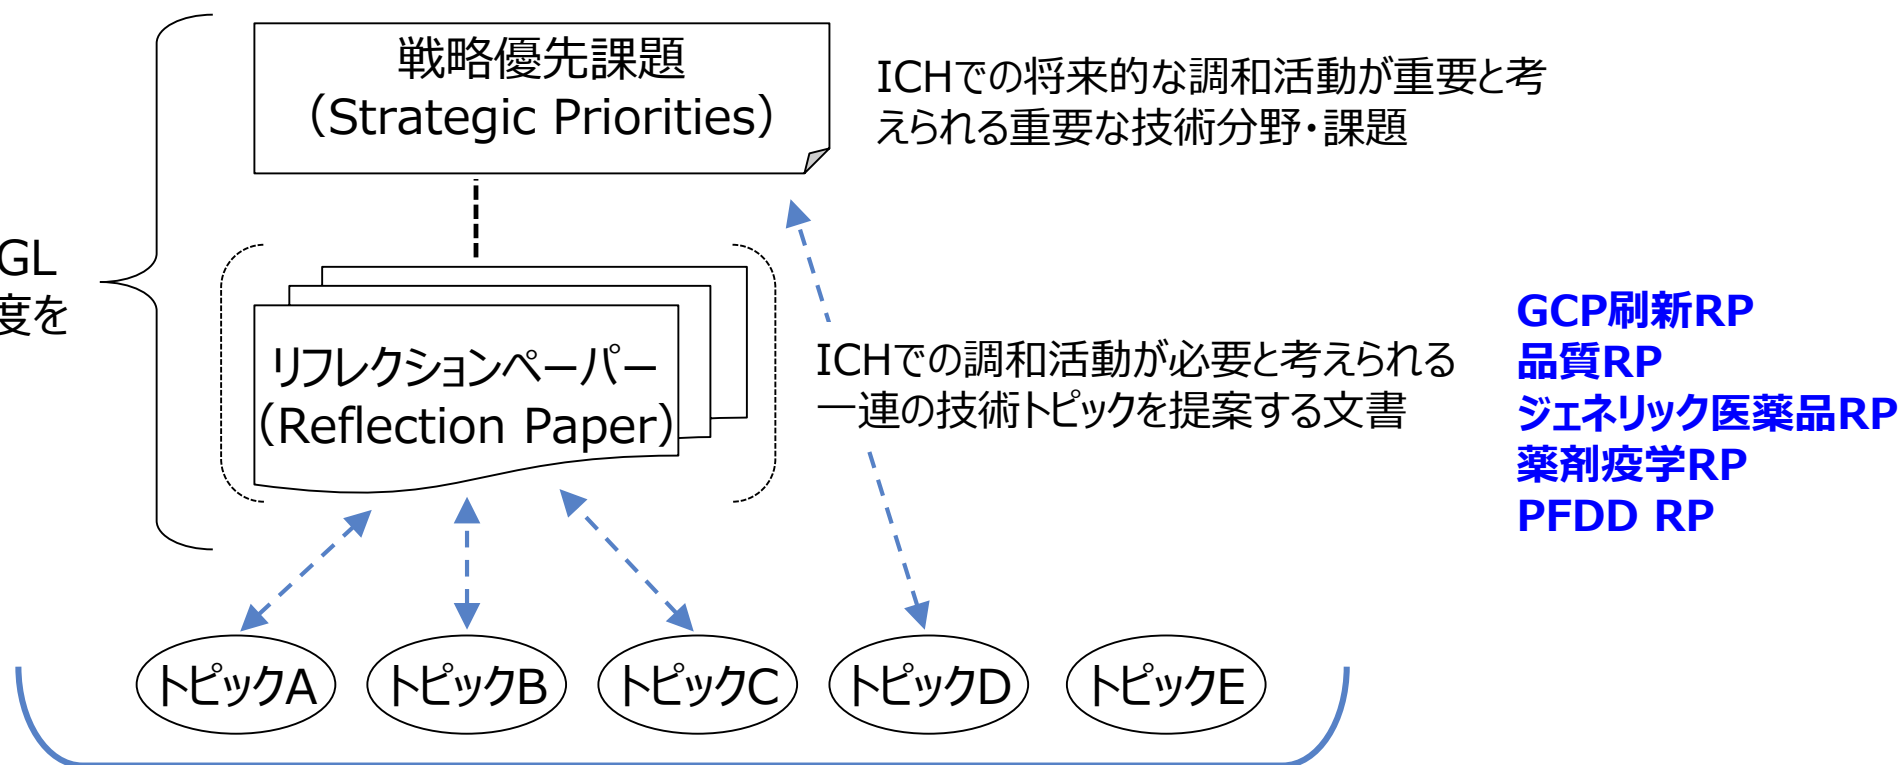 戦略優先課題
（Strategic Priorities）
ICHでの将来的な調和活動が重要と考
えられる重要な技術分野・課題
GL
度を
リフレクションペーパー
（Reflection Paper）
ICHでの調和活動が必要と考えられる
一連の技術トピックを提案する文書
GCP刷新RP
品質RP
ジェネリック医薬品RP
薬剤疫学RP
PFDD RP
トピックA
トピックB
トピックC
トピックD
トピックE